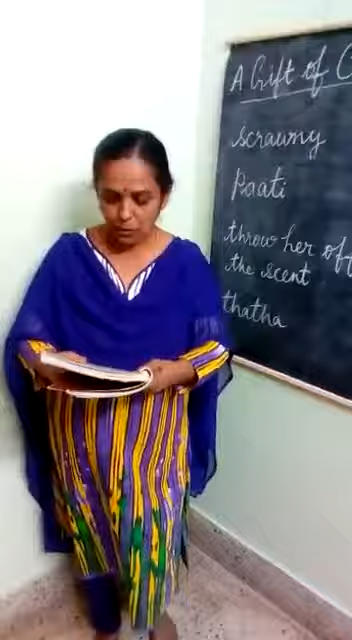 A Gift of C
scrawny
Paati
throw her off
the scent
thatha